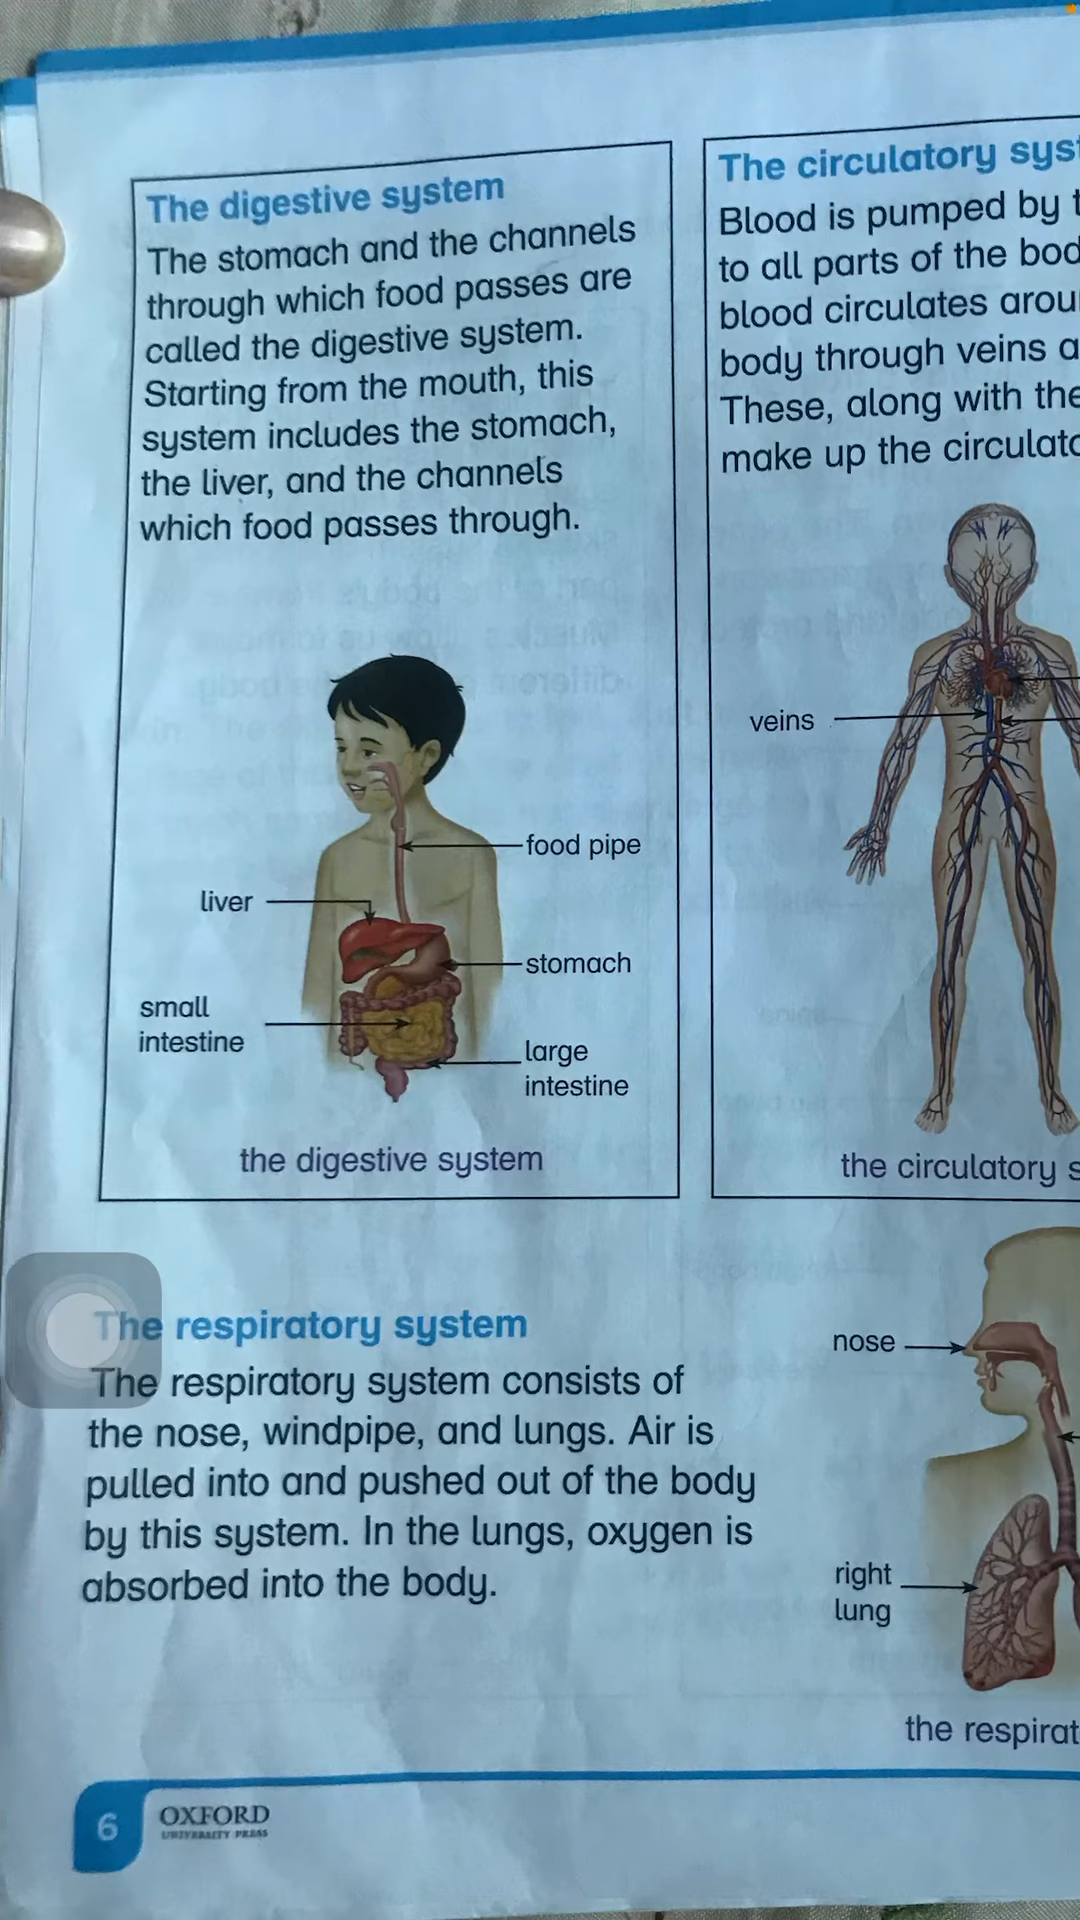 The digestive system
The stomach and the channels
through which food passes are
called the digestive system.
Starting from the mouth, this
system includes the stomach,
the liver, and the channels
which food passes through.
food pipe
liver
stomach
small
intestine
large
intestine
the digestive system
The circulatory
Blood is pumped by
to all parts of the
blood circulates
body through veins
These, along with the
make up the
veins
the circulatory
The respiratory system
The respiratory system consists of
the nose, windpipe, and lungs. Air is
pulled into and pushed out of the body
by this system. In the lungs, oxygen is
absorbed into the body.
nose
right
lung
the
6
OXFORD
UNIVERSITY PRESS